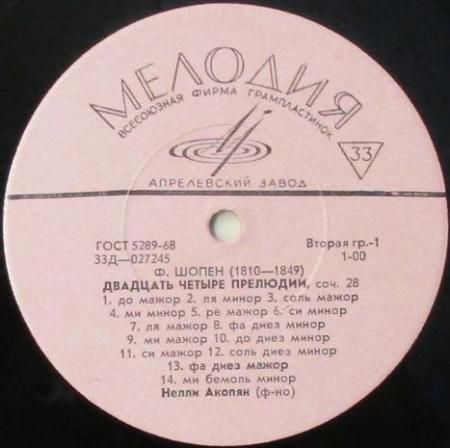 МЕЛОДИЯ
ВСЕСОЮЗНАЯ ФИРМА ГРАМПЛАСТИНОК
33
АПРЕЛЕВСКИЙ ЗАВОД
ГОСТ 5289-68 Вторая гр.-1
33Д—027245 1-00
Ф. ШОПЕН (1810—1849)
ДВАДЦАТЬ ЧЕТЫРЕ ПРЕЛЮДИИ, соч. 28
1. до мажор 2. ля минор 3. соль мажор
4. ми минор 5. ре мажор 6. си минор
7. ля мажор 8. фа диез минор
9. ми мажор 10. до диез минор
11. си мажор 12. соль диез минор
13. фа диез мажор
14. ми бемоль минор
Нелли Акопян (ф-но)